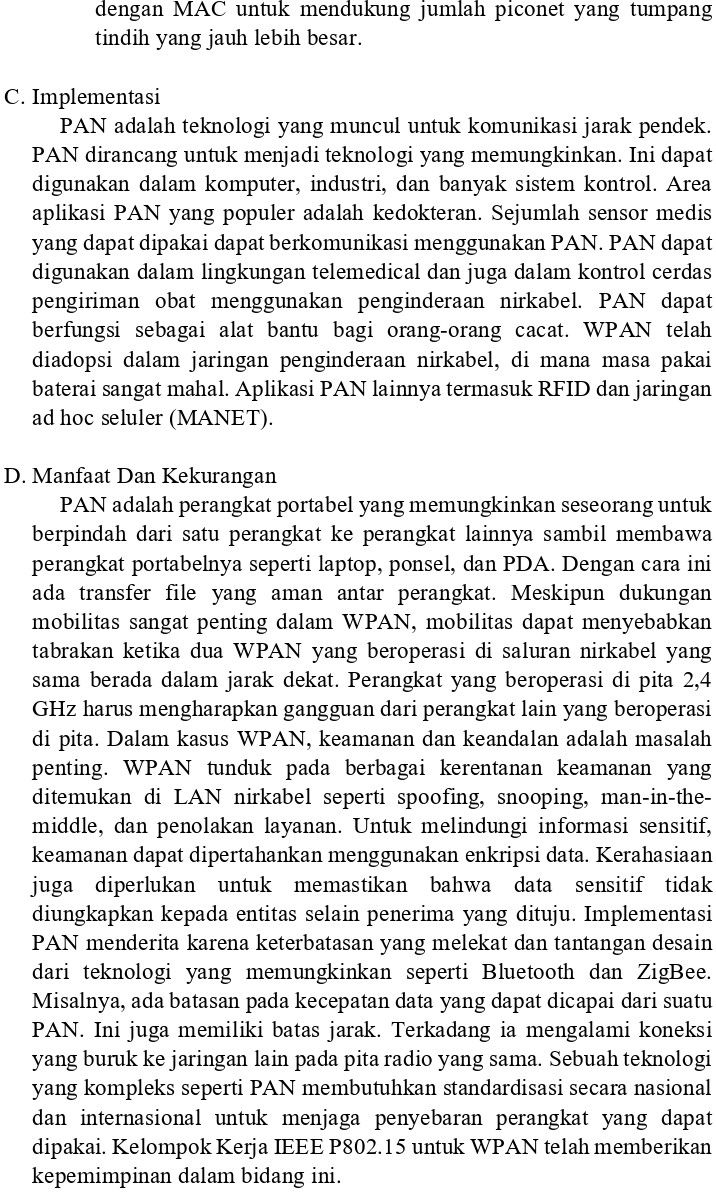 dengan MAC untuk mendukung jumlah piconet yang tumpang
tindih yang jauh lebih besar.
C. Implementasi
PAN adalah teknologi yang muncul untuk komunikasi jarak pendek.
PAN dirancang untuk menjadi teknologi yang memungkinkan. Ini dapat
digunakan dalam komputer, industri, dan banyak sistem kontrol. Area
aplikasi PAN yang populer adalah kedokteran. Sejumlah sensor medis
yang dapat dipakai dapat berkomunikasi menggunakan PAN. PAN dapat
digunakan dalam lingkungan telemedical dan juga dalam kontrol cerdas
pengiriman obat menggunakan penginderaan nirkabel. PAN dapat
berfungsi sebagai alat bantu bagi orang-orang cacat. WPAN telah
diadopsi dalam jaringan penginderaan nirkabel, di mana masa pakai
baterai sangat mahal. Aplikasi PAN lainnya termasuk RFID dan jaringan
ad hoc seluler (MANET).
D. Manfaat Dan Kekurangan
PAN adalah perangkat portabel yang memungkinkan seseorang untuk
berpindah dari satu perangkat ke perangkat lainnya sambil membawa
perangkat portabelnya seperti laptop, ponsel, dan PDA. Dengan cara ini
ada transfer file yang aman antar perangkat. Meskipun dukungan
mobilitas sangat penting dalam WPAN, mobilitas dapat menyebabkan
tabrakan ketika dua WPAN yang beroperasi di saluran nirkabel yang
sama berada dalam jarak dekat. Perangkat yang beroperasi di pita 2,4
GHz harus mengharapkan gangguan dari perangkat lain yang beroperasi
di pita. Dalam kasus WPAN, keamanan dan keandalan adalah masalah
penting. WPAN tunduk pada berbagai kerentanan keamanan yang
ditemukan di LAN nirkabel seperti spoofing, snooping, man-in-the-
middle, dan penolakan layanan. Untuk melindungi informasi sensitif,
keamanan dapat dipertahankan menggunakan enkripsi data. Kerahasiaan
juga diperlukan untuk memastikan bahwa data sensitif tidak
diungkapkan kepada entitas selain penerima yang dituju. Implementasi
PAN menderita karena keterbatasan yang melekat dan tantangan desain
dari teknologi yang memungkinkan seperti Bluetooth dan ZigBee.
Misalnya, ada batasan pada kecepatan data yang dapat dicapai dari suatu
PAN. Ini juga memiliki batas jarak. Terkadang ia mengalami koneksi
yang buruk ke jaringan lain pada pita radio yang sama. Sebuah teknologi
yang kompleks seperti PAN membutuhkan standardisasi secara nasional
dan internasional untuk menjaga penyebaran perangkat yang dapat
dipakai. Kelompok Kerja IEEE P802.15 untuk WPAN telah memberikan
kepemimpinan dalam bidang ini.